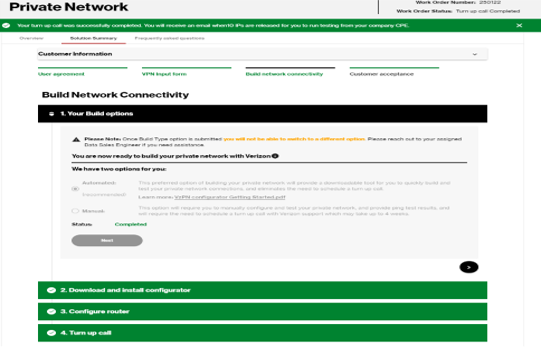 Private Network
Work Order Number: 250122
Work Order Status: Turn up call Completed
Your turn up call was successfully completed. You will receive an email when10 IPs are released for you to run testing from your company CPE.
Overview
Solution Summary
Frequently asked questions
Customer Information
User agreement
VPN Input form
Build network connectivity
Customer acceptance
Build Network Connectivity
1. Your Build options
Please Note: Once Build Type option is submitted you will not be able to switch to a different option. Please reach out to your assigned
Data Sales Engineer if you need assistance.
You are now ready to build your private network with Verizon
We have two options for you:
Automated:
Recommended:
This preferred option of building your private network will provide a downloadable tool for you to quickly build and
test your private network connectivity, and eliminates the need to schedule a turn up call.
Learn more: VzPN configurator Getting Started.pdf
Manual:
This option will require you to manually configure and test your private network, and provide ping test results, and
will require the need to schedule a turn up call with Verizon support which may take up to 4 weeks.
Status: Completed
Next
2. Download and install configurator
3. Configure router
4. Turn up call